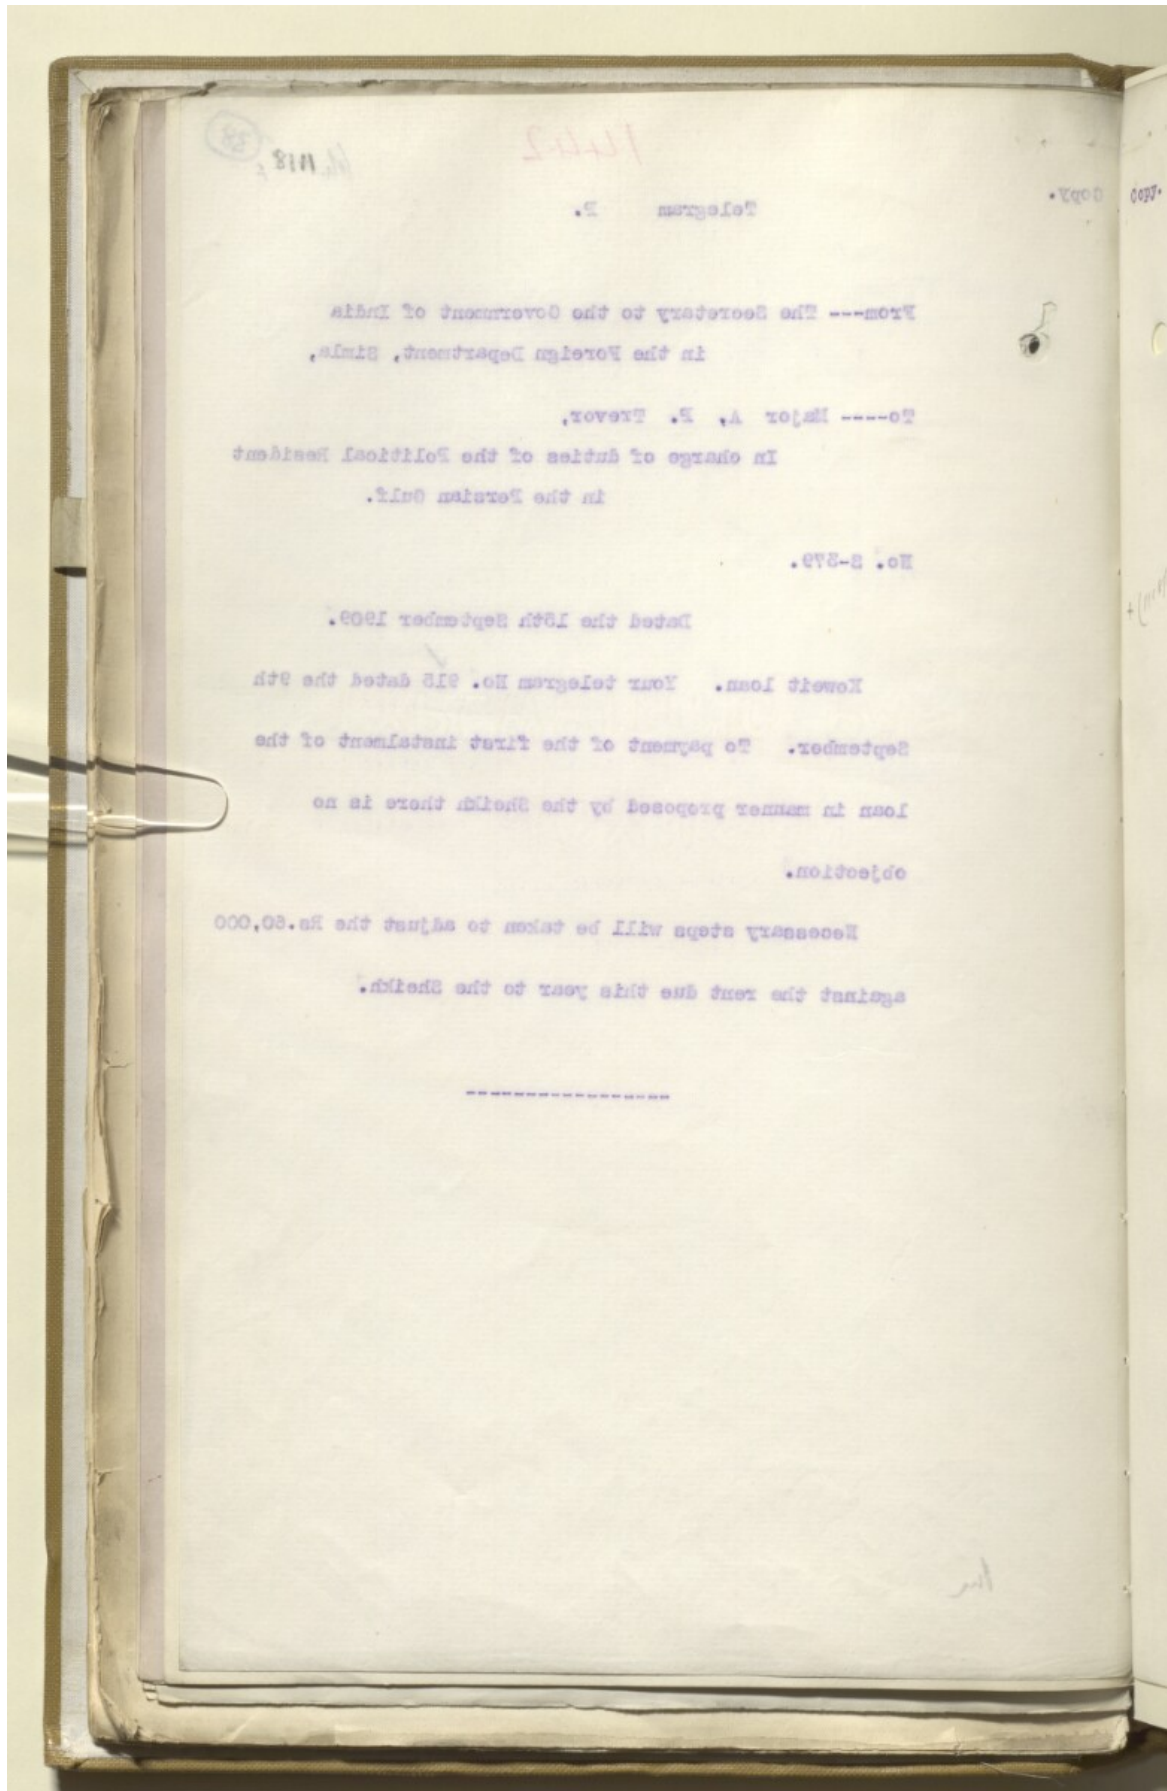 Copy.
Telegram P.
From--- The Secretary to the Government of India
in the Foreign Department, Simla,
To---- Major A. P. Trevor,
In charge of duties of the Political Resident
in the Persian Gulf.
No. S-379.
Dated the 15th September 1909.
Koweit loan. Your telegram No. 915 dated the 9th
September. To payment of the first instalment of the
loan in manner proposed by the Sheikh there is no
objection.
Necessary steps will be taken to adjust the Rs.60,000
against the rent due this year to the Sheikh.
------------------
Copy.